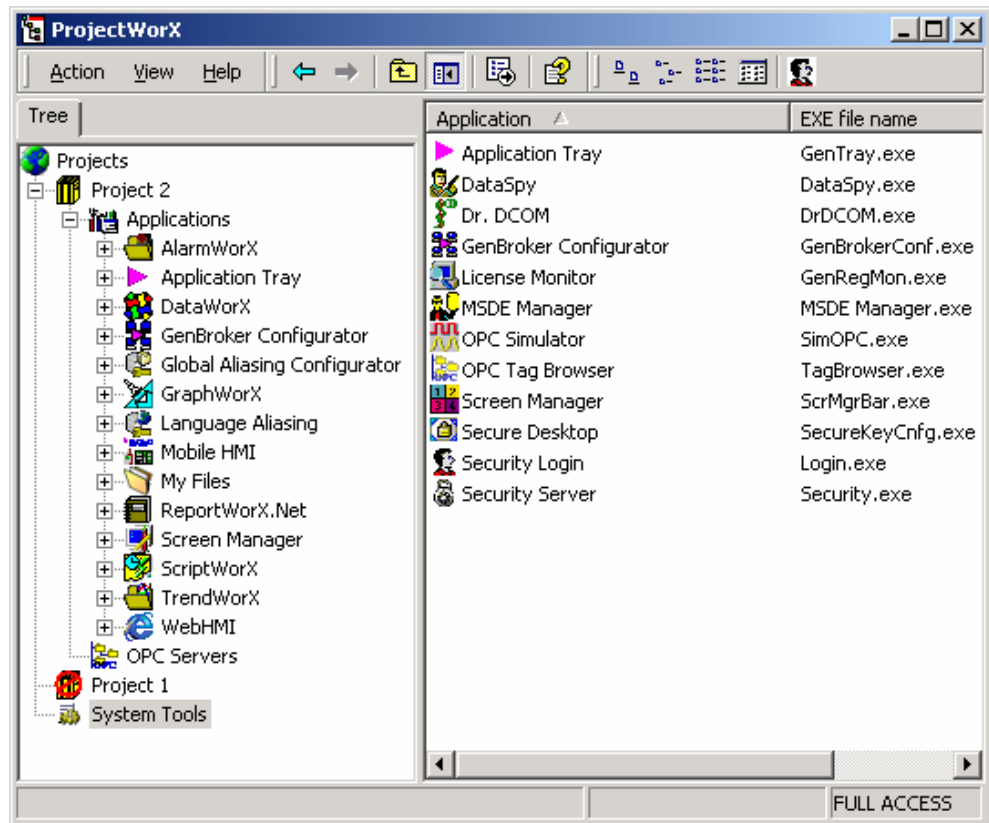 ProjectWorX
Action View Help
Tree
Projects
Project 2
Applications
AlarmWorX
Application Tray
DataWorX
GenBroker Configurator
Global Aliasing Configurator
GraphWorX
Language Aliasing
Mobile HMI
My Files
ReportWorX.Net
Screen Manager
ScriptWorX
TrendWorX
WebHMI
OPC Servers
Project 1
System Tools
Application EXE file name
Application Tray GenTray.exe
DataSpy DataSpy.exe
Dr. DCOM DrDCOM.exe
GenBroker Configurator GenBrokerConf.exe
License Monitor GenRegMon.exe
MSDE Manager MSDE Manager.exe
OPC Simulator SimOPC.exe
OPC Tag Browser TagBrowser.exe
Screen Manager ScrMgrBar.exe
Secure Desktop SecureKeyCnfg.exe
Security Login Login.exe
Security Server Security.exe
FULL ACCESS